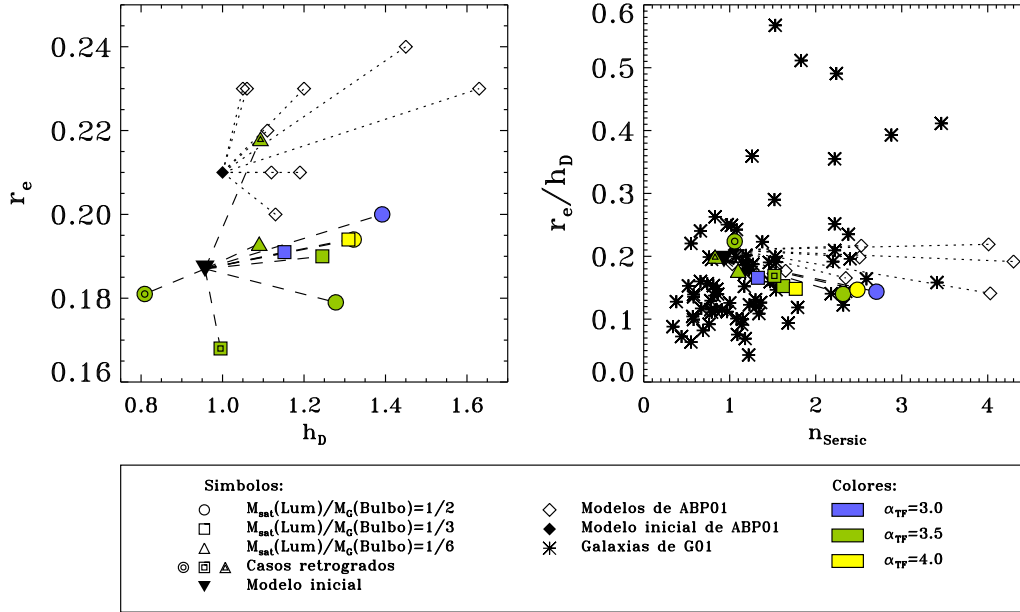 0.24
0.22
0.20
0.18
0.16
r_e
0.8 1.0 1.2 1.4 1.6
h_D
0.6
0.5
0.4
0.3
0.2
0.1
0.0
r_e/h_D
0 1 2 3 4
n_Sersic
Simbolos:
M_sat(Lum)/M_G(Bulbo)=1/2
M_sat(Lum)/M_G(Bulbo)=1/3
M_sat(Lum)/M_G(Bulbo)=1/6
Casos retrogrados
Modelo inicial
Modelos de ABP01
Modelo inicial de ABP01
Galaxias de G01
Colores:
α_TF=3.0
α_TF=3.5
α_TF=4.0